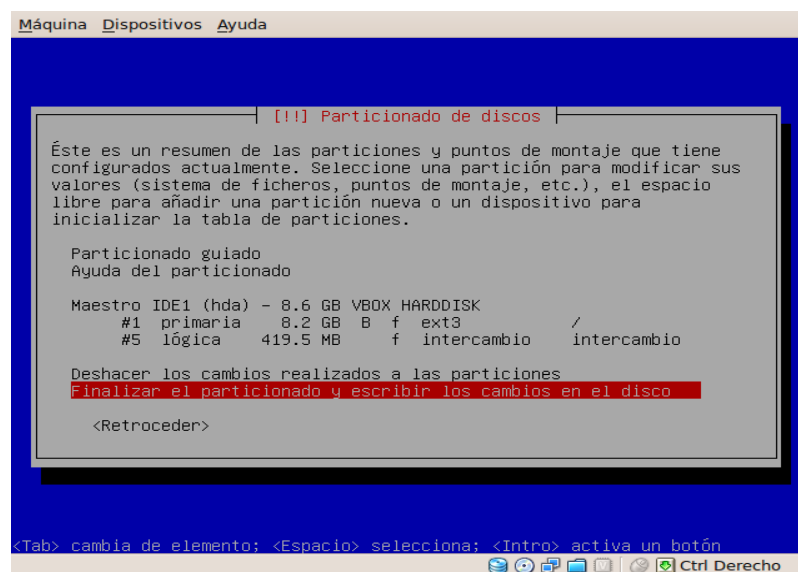 Máquina Dispositivos Ayuda
[!!] Particionado de discos
Éste es un resumen de las particiones y puntos de montaje que tiene
configurados actualmente. Seleccione una partición para modificar sus
valores (sistema de ficheros, puntos de montaje, etc.), el espacio
libre para añadir una partición nueva o un dispositivo para
inicializar la tabla de particiones.
Particionado guiado
Ayuda del particionado
Maestro IDE1 (hda) - 8.6 GB VBOX HARDDISK
#1 primaria 8.2 GB B f ext3 /
#5 lógica 419.5 MB f intercambio intercambio
Deshacer los cambios realizados a las particiones
Finalizar el particionado y escribir los cambios en el disco
<Retroceder>
<Tab> cambia de elemento; <Espacio> selecciona; <Intro> activa un botón
Ctrl Derecho